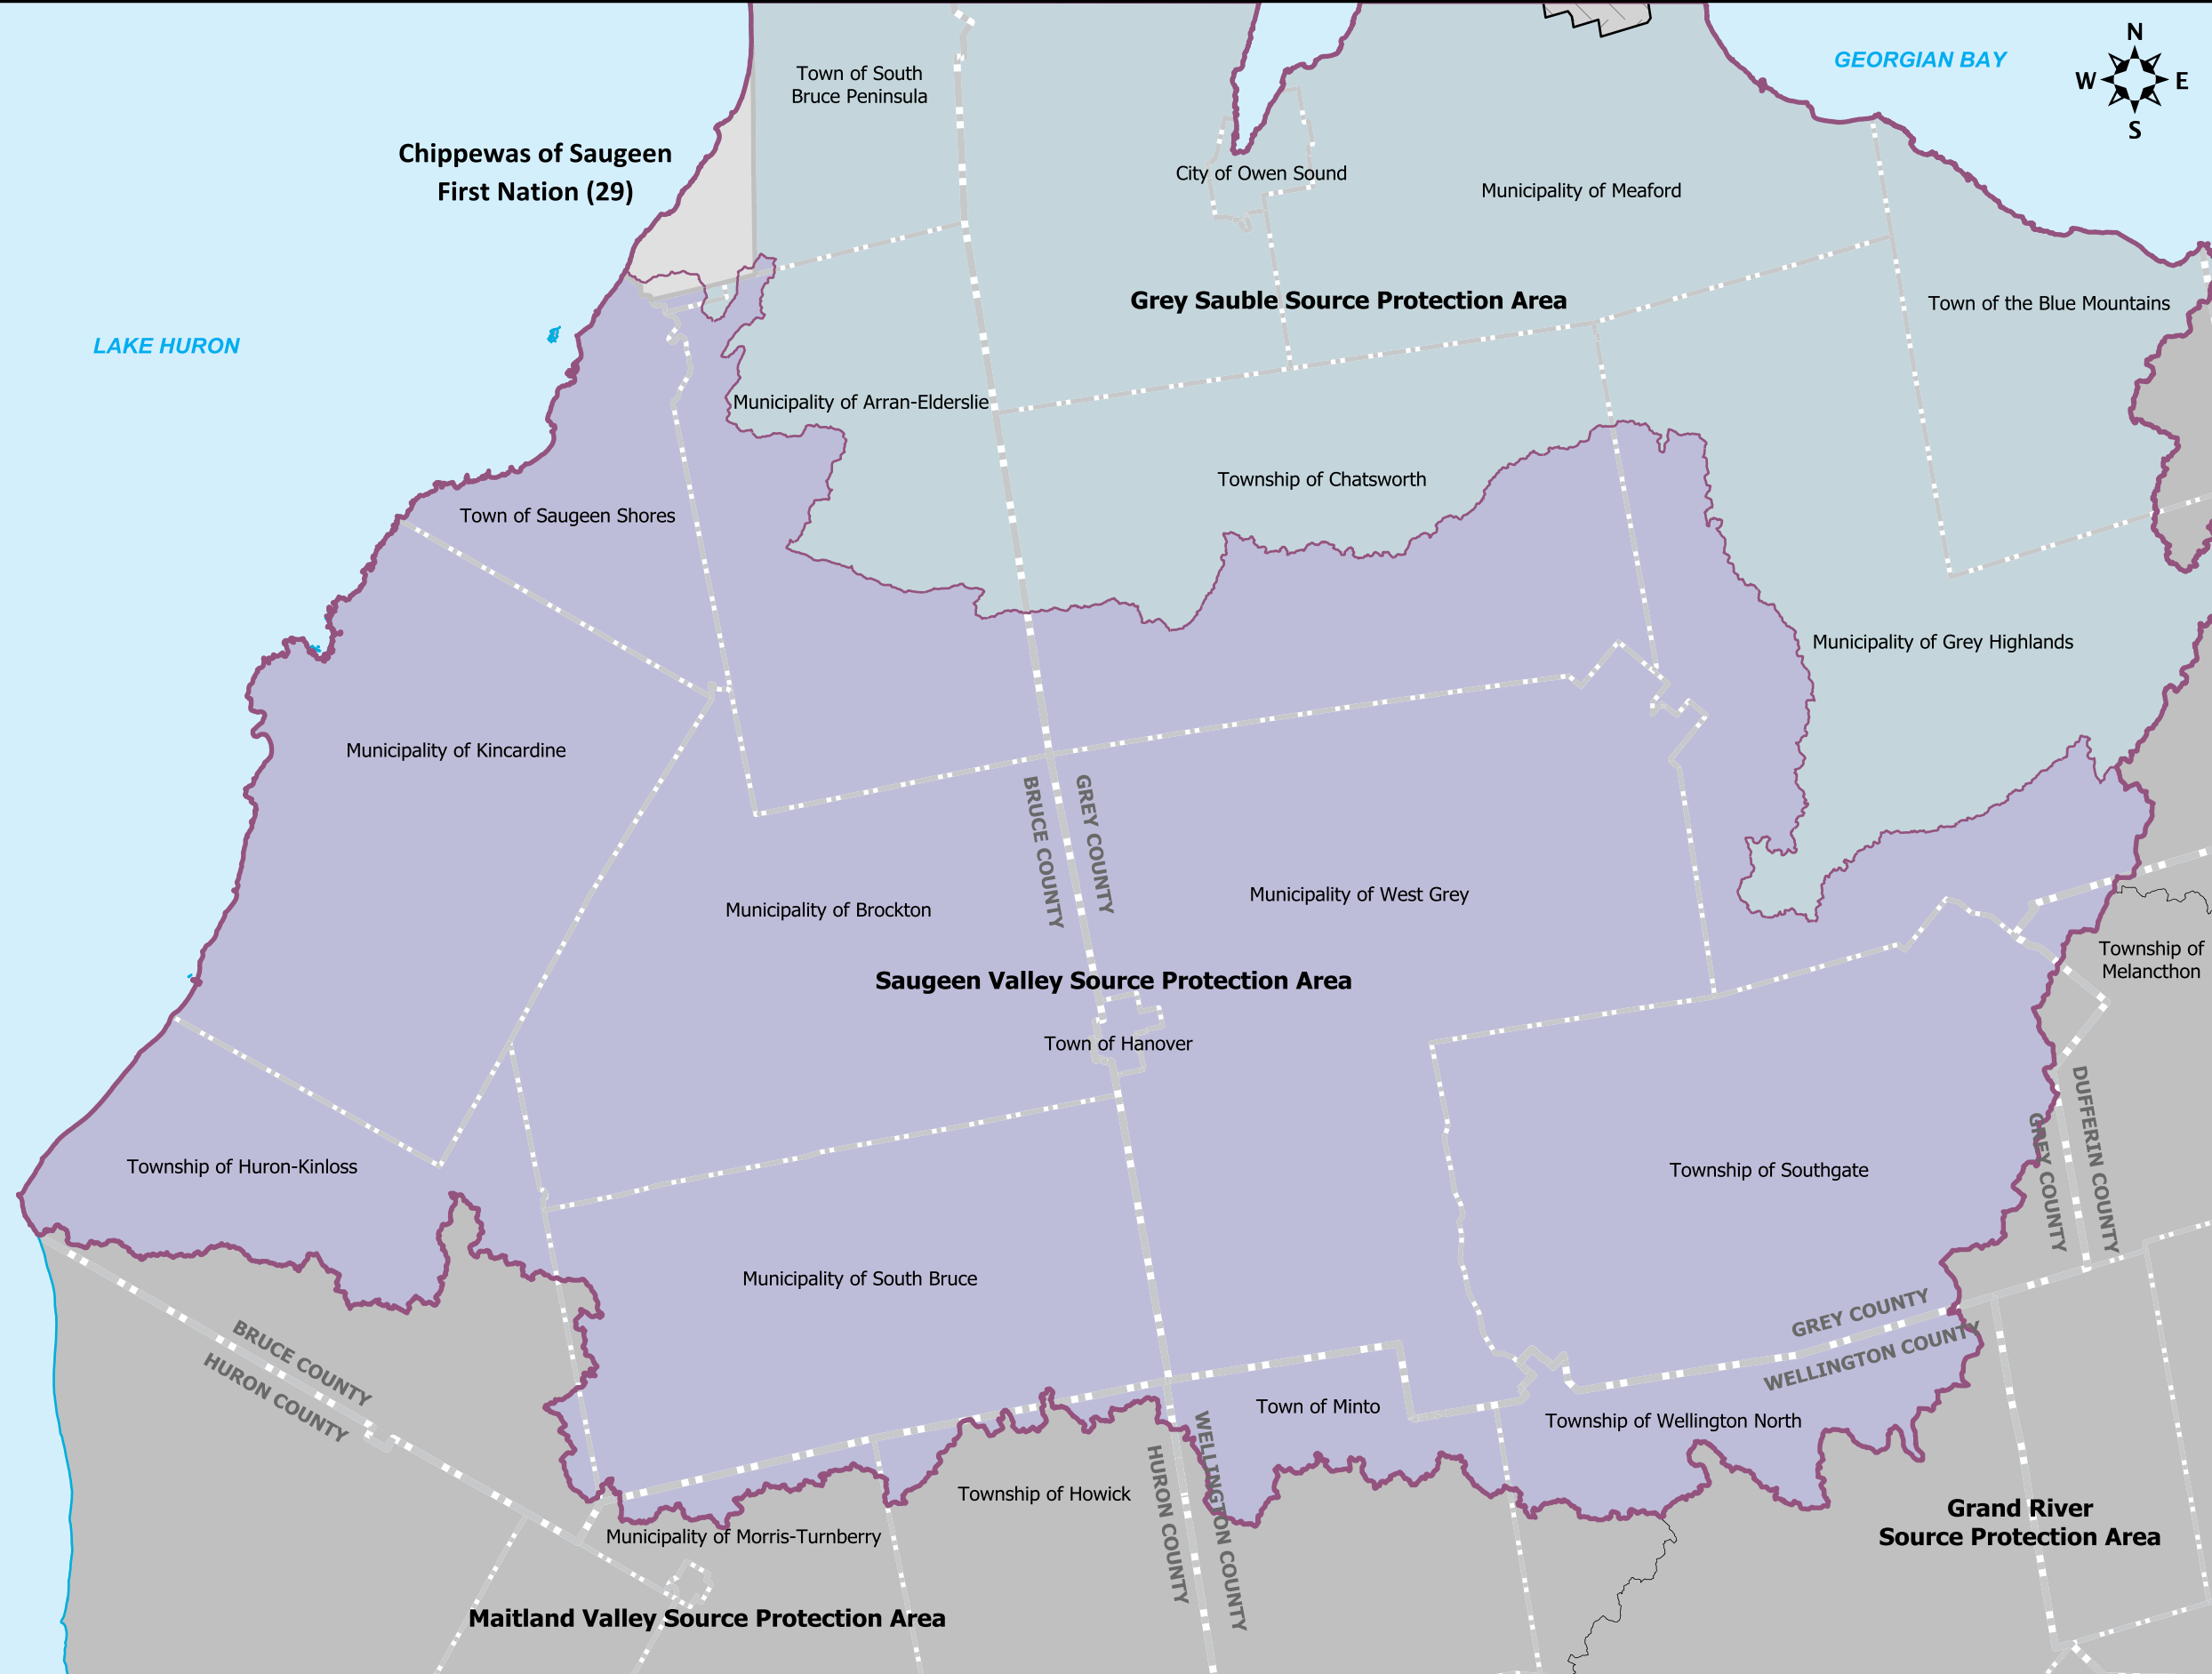 N
GEORGIAN BAY
W E
S
Town of South
Bruce Peninsula
Chippewas of Saugeen
First Nation (29)
City of Owen Sound
Municipality of Meaford
Grey Sauble Source Protection Area
Town of the Blue Mountains
LAKE HURON
Municipality of Arran-Elderslie
Township of Chatsworth
Town of Saugeen Shores
Municipality of Grey Highlands
Municipality of Kincardine
BRUCE COUNTY
GREY COUNTY
Municipality of Brockton
Municipality of West Grey
Township of
Melancthon
Saugeen Valley Source Protection Area
Town of Hanover
Township of Huron-Kinloss
Township of Southgate
GREY COUNTY
DUFFERIN COUNTY
Municipality of South Bruce
GREY COUNTY
WELLINGTON COUNTY
BRUCE COUNTY
HURON COUNTY
Town of Minto
Township of Wellington North
Township of Howick
HURON COUNTY
WELLINGTON COUNTY
Grand River
Source Protection Area
Municipality of Morris-Turnberry
Maitland Valley Source Protection Area